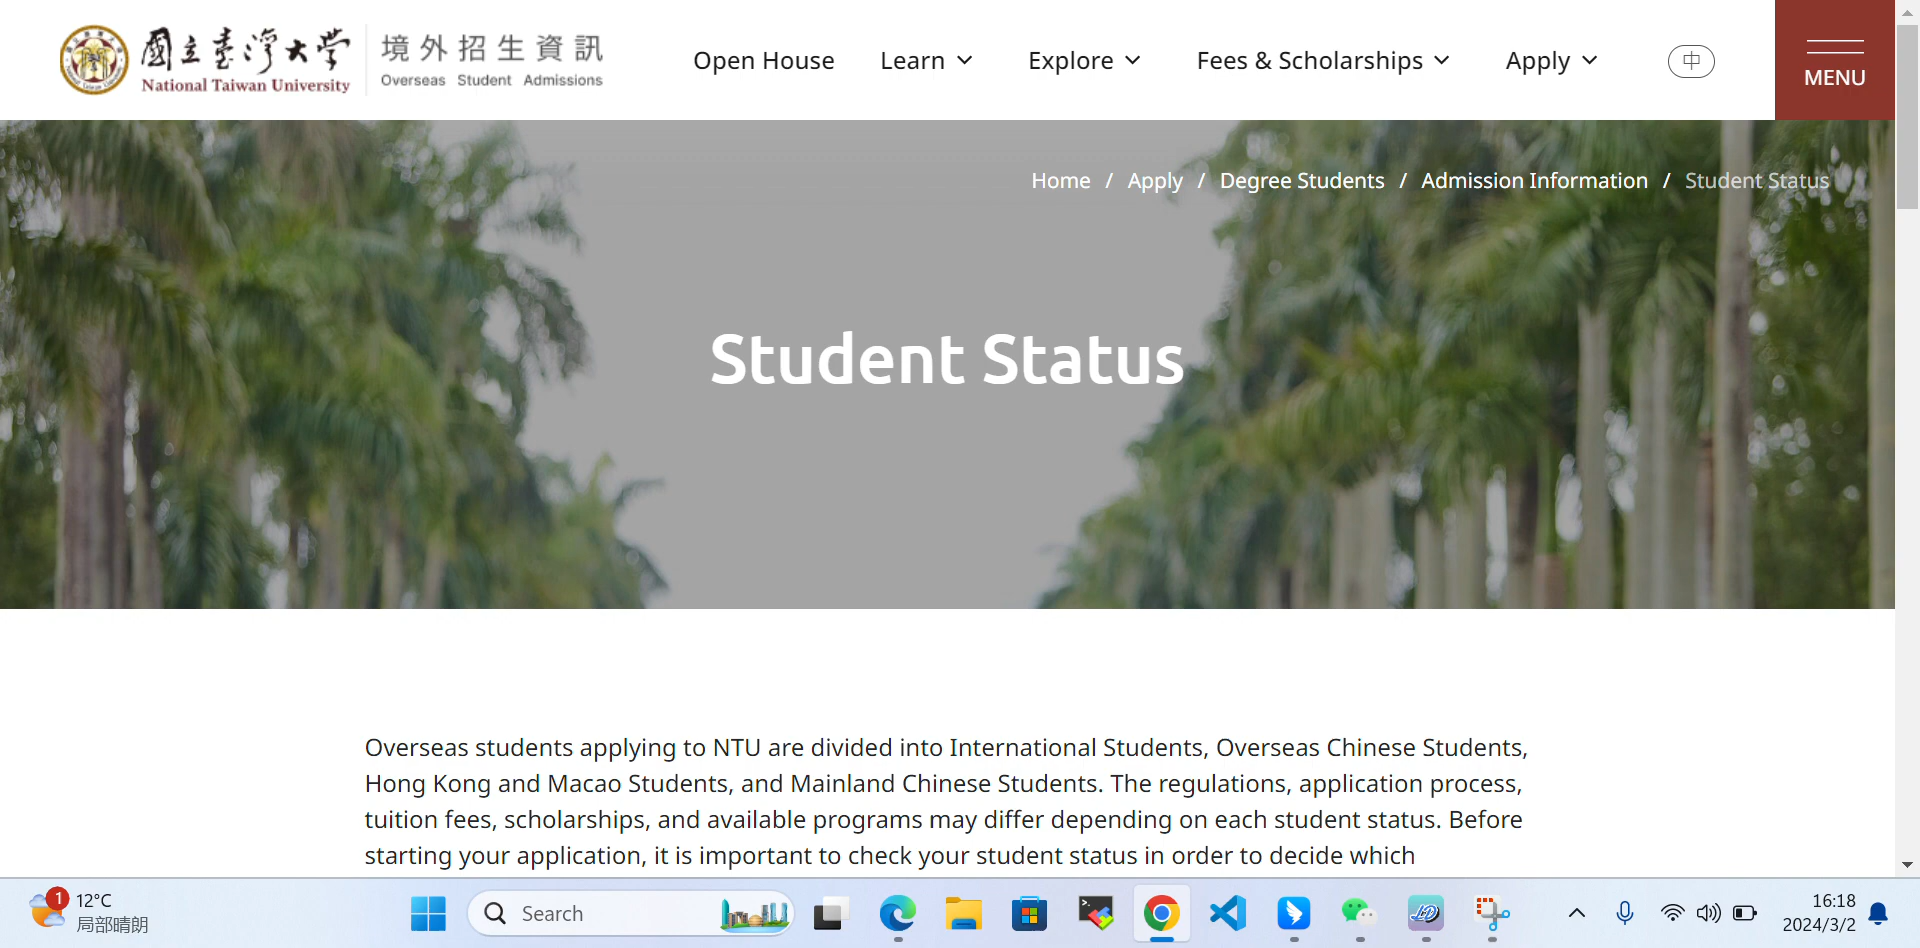 國立臺灣大學
National Taiwan University
境外招生資訊
Overseas Student Admissions
Open House
Learn
Explore
Fees & Scholarships
Apply
中
MENU
Home / Apply / Degree Students / Admission Information / Student Status
Student Status
Overseas students applying to NTU are divided into International Students, Overseas Chinese Students,
Hong Kong and Macao Students, and Mainland Chinese Students. The regulations, application process,
tuition fees, scholarships, and available programs may differ depending on each student status. Before
starting your application, it is important to check your student status in order to decide which
1
12°C
局部晴朗
Search
16:18
2024/3/2